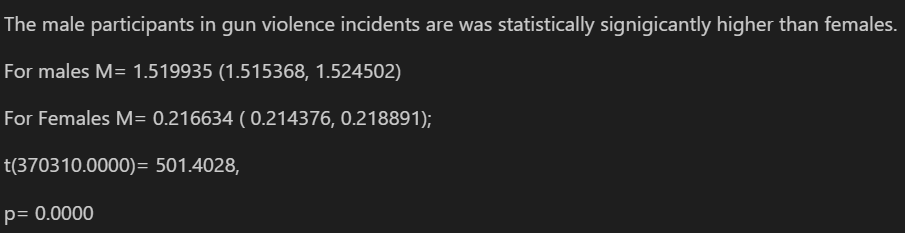 The male participants in gun violence incidents are was statistically signigicantly higher than females.
For males M= 1.519935 (1.515368, 1.524502)
For Females M= 0.216634 ( 0.214376, 0.218891);
t(370310.0000)= 501.4028,
p= 0.0000